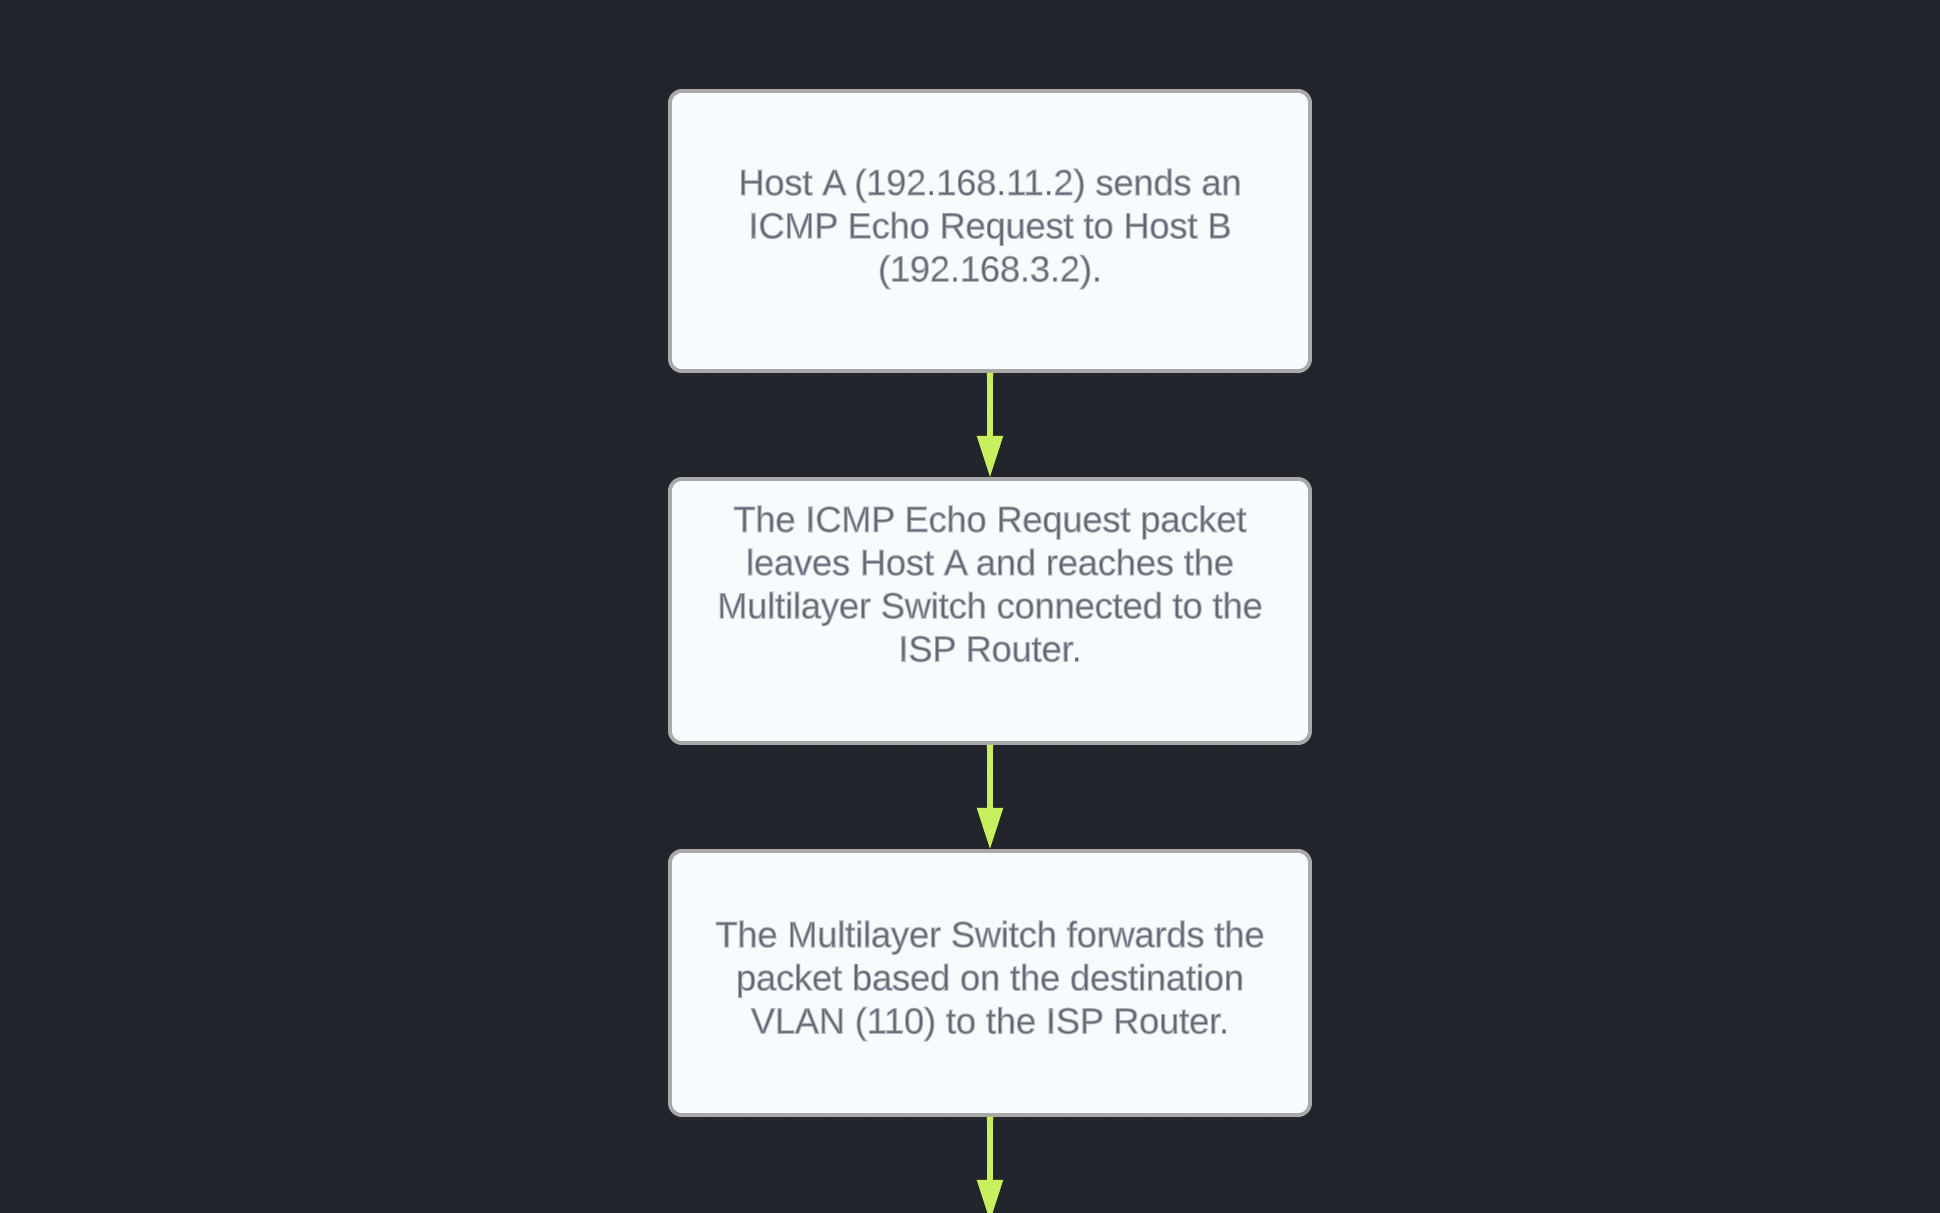 Host A (192.168.11.2) sends an
ICMP Echo Request to Host B
(192.168.3.2).
The ICMP Echo Request packet
leaves Host A and reaches the
Multilayer Switch connected to the
ISP Router.
The Multilayer Switch forwards the
packet based on the destination
VLAN (110) to the ISP Router.